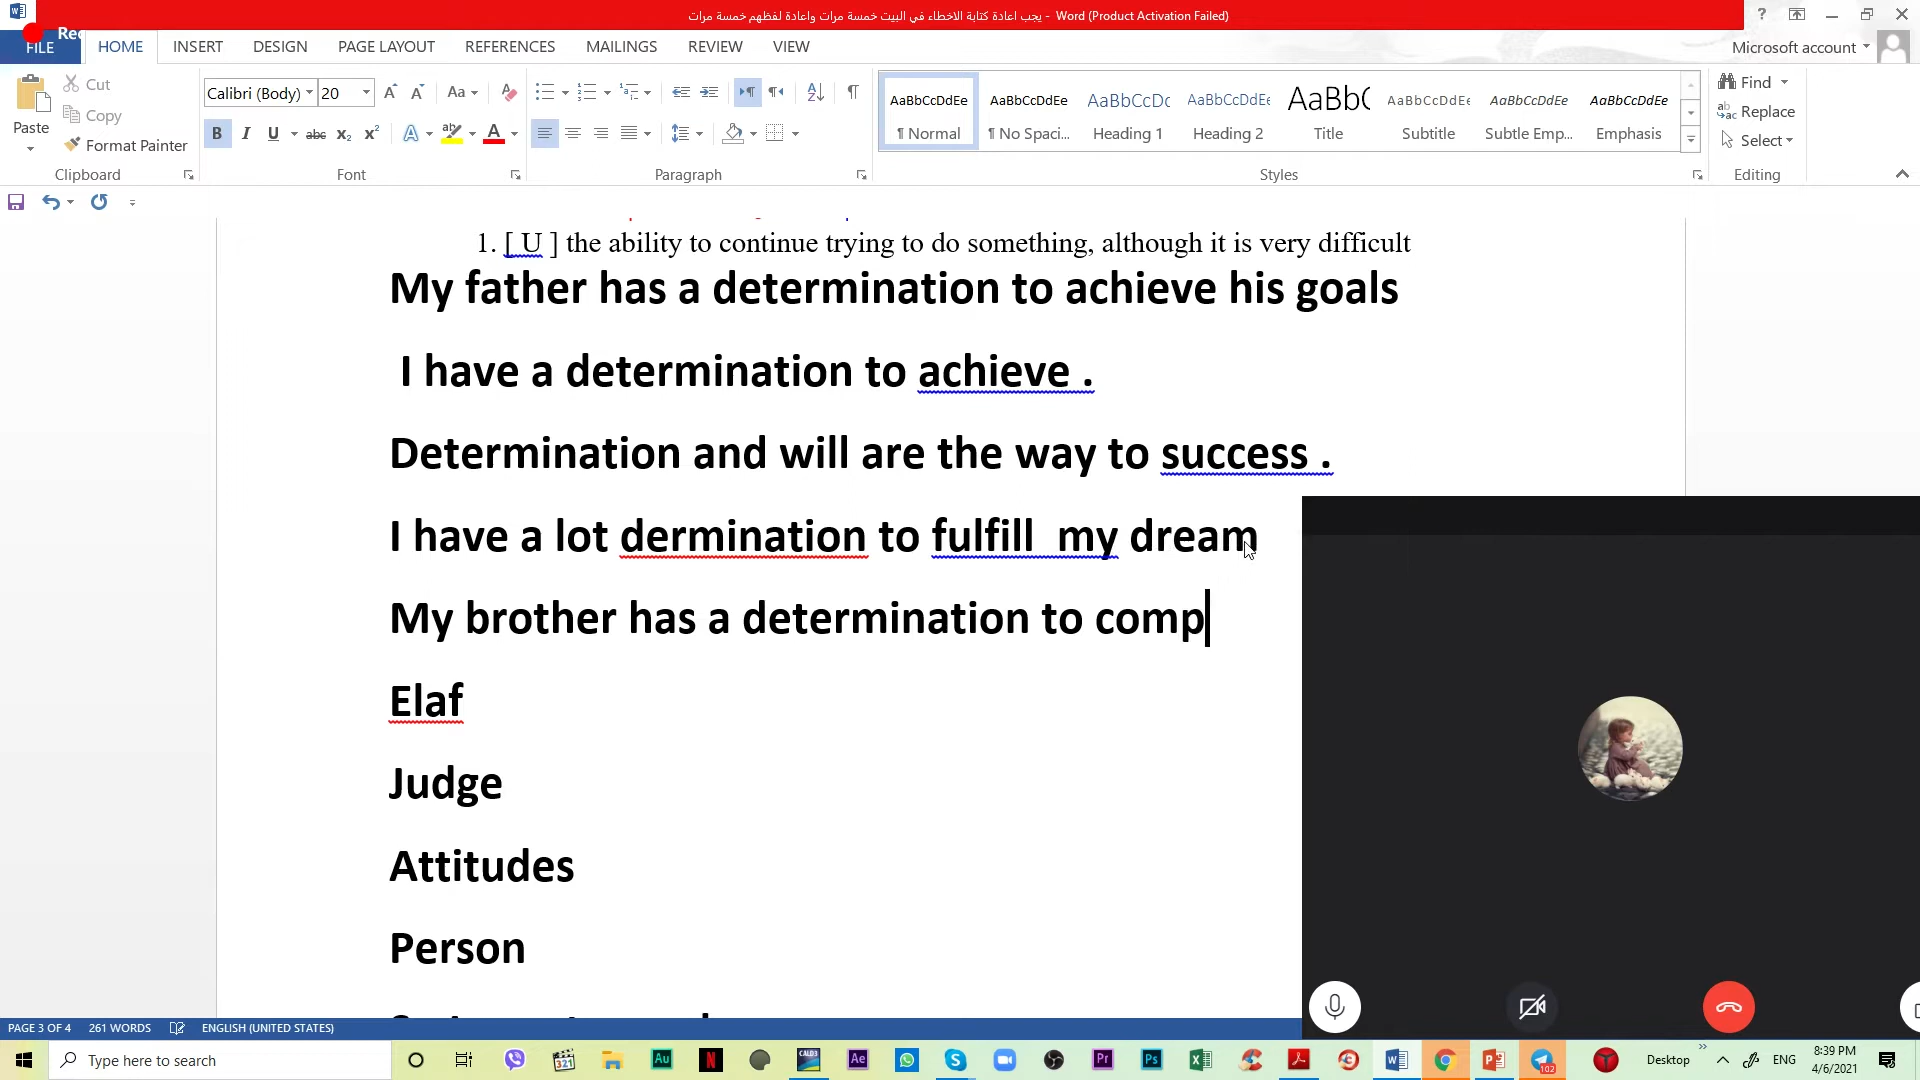 يجب اعادة كتابة الاخطاء في البيت خمسة مرات واعادة لفظهم خمسة مرات - Word (Product Activation Failed)
Rec
FILE HOME INSERT DESIGN PAGE LAYOUT REFERENCES MAILINGS REVIEW VIEW Microsoft account
Paste Cut Copy Format Painter
Calibri (Body) 20
AaBbCcDdEe AaBbCcDdEe AaBbCcDc AaBbCcDdEe AaBb( AaBbCcDdEe AaBbCcDdEe AaBbCcDdEe
¶ Normal ¶ No Spaci... Heading 1 Heading 2 Title Subtitle Subtle Emp... Emphasis
Find Replace Select
Clipboard Font Paragraph Styles Editing
1. [ U ] the ability to continue trying to do something, although it is very difficult
My father has a determination to achieve his goals
I have a determination to achieve .
Determination and will are the way to success .
I have a lot dermination to fulfill my dream
My brother has a determination to comp
Elaf
Judge
Attitudes
Person
PAGE 3 OF 4 261 WORDS ENGLISH (UNITED STATES)
Type here to search
Desktop ENG 8:39 PM
4/6/2021